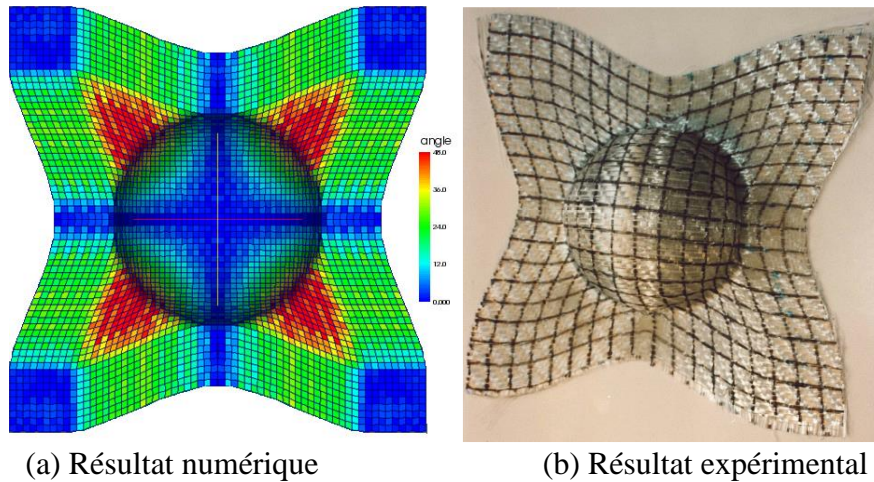 angle
48.0
36.0
24.0
12.0
0.000
(a) Résultat numérique
(b) Résultat expérimental